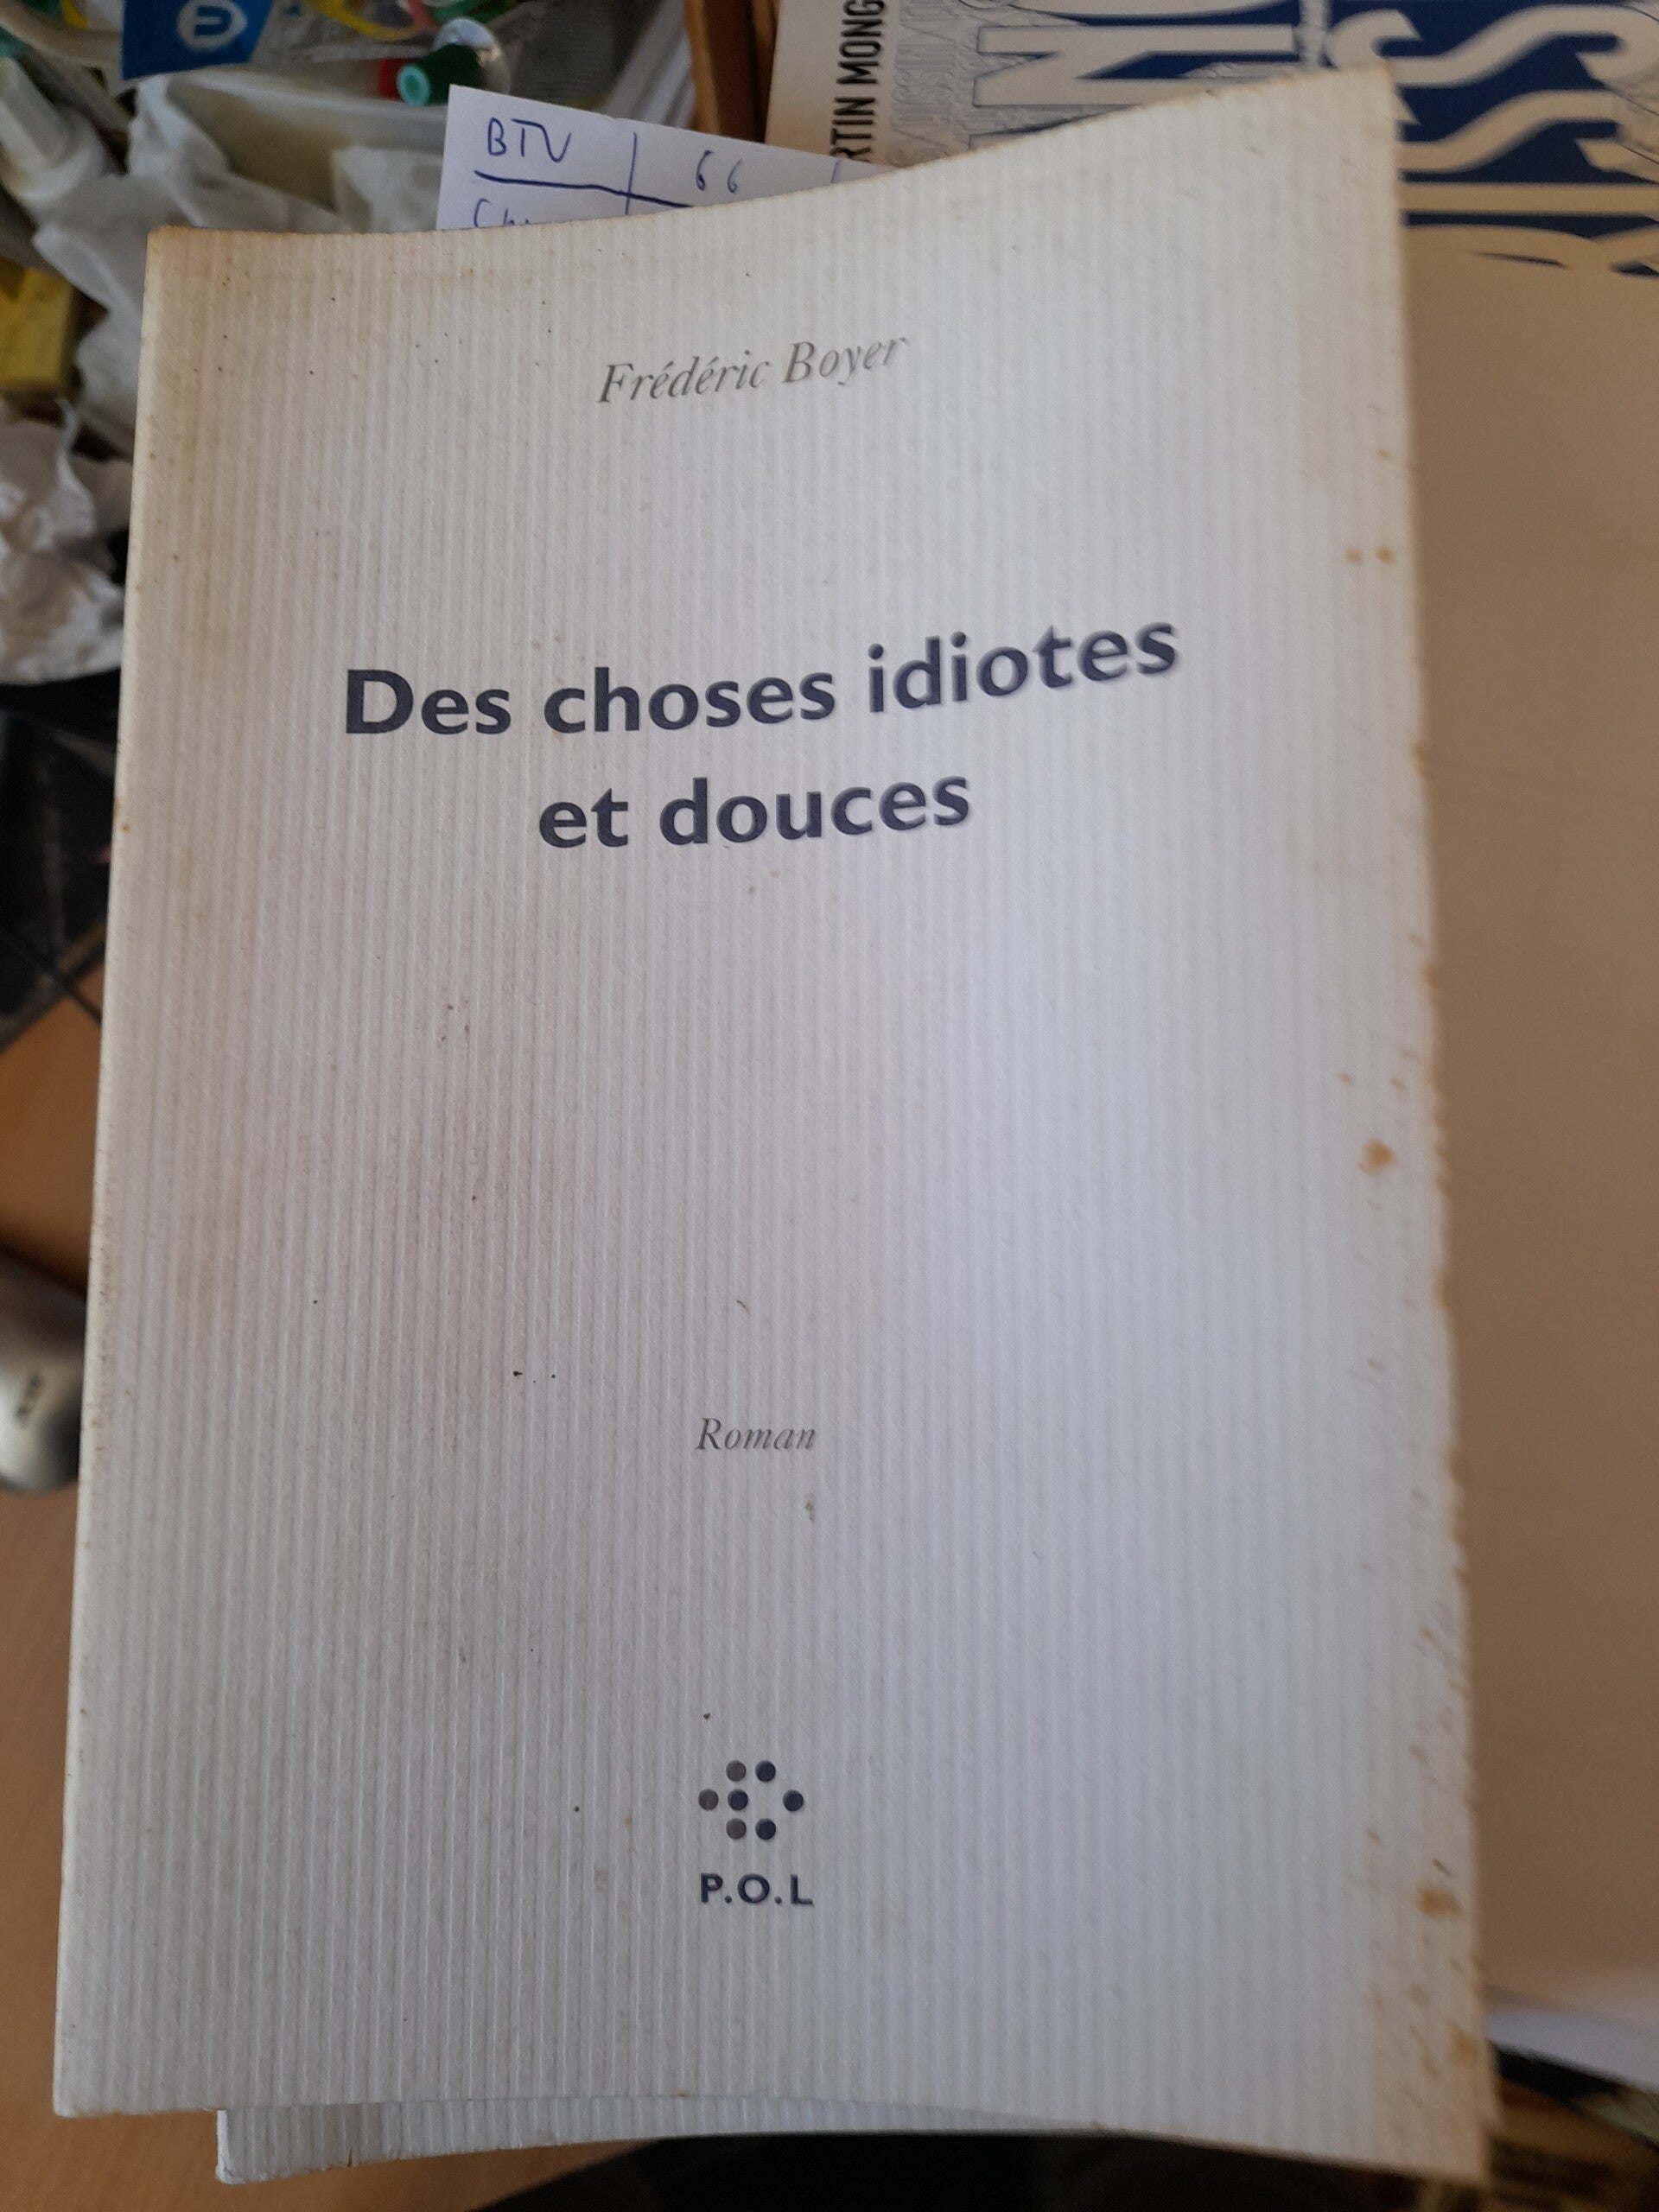 BTV 66
RTIN MONG
Frédéric Boyer
Des choses idiotes
et douces
Roman
P.O.L